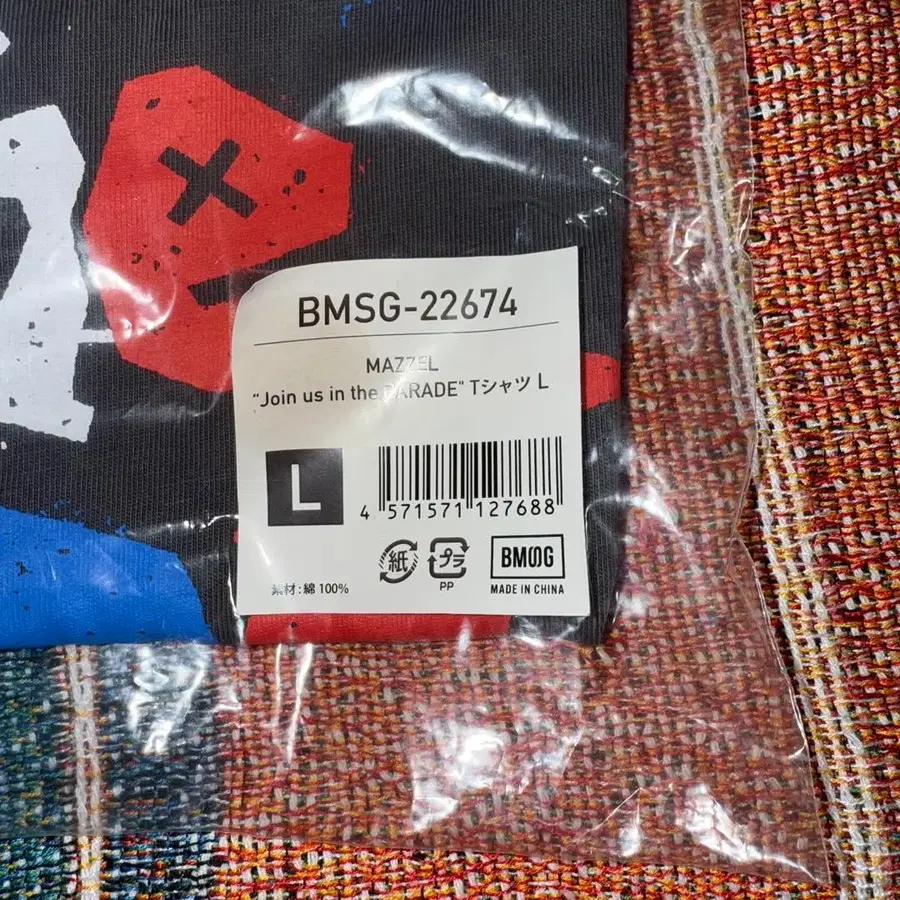 BMSG-22674
MAZZEL
"Join us in the PARADE" Tシャツ L
L
4 571571 127688
紙 プラ BMSG
PP MADE IN CHINA
素材:綿 100%